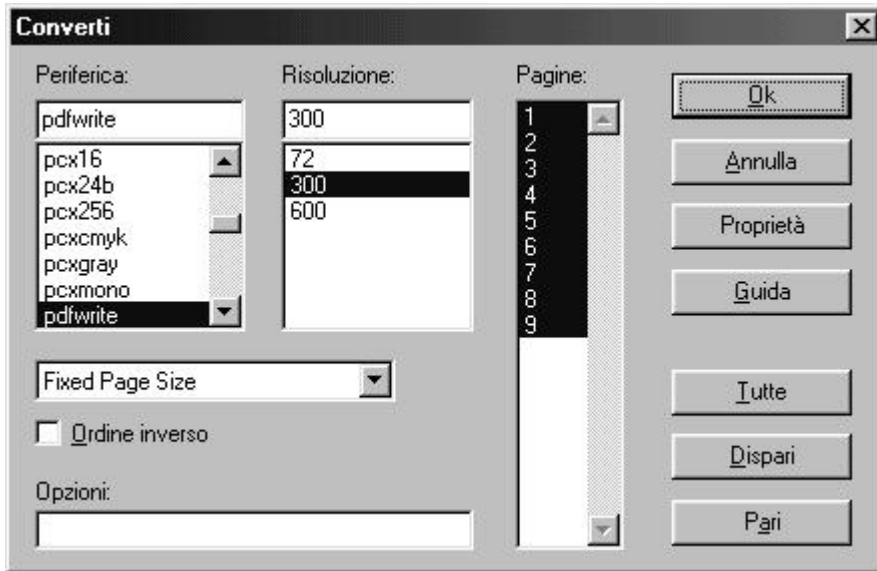 Converti
Periferica:
pdfwrite
pcx16
pcx24b
pcx256
pcxcmyk
pcxgray
pcxmono
pdfwrite
Risoluzione:
300
72
300
600
Pagine:
1
2
3
4
5
6
7
8
9
Ok
Annulla
Proprietà
Guida
Fixed Page Size
Ordine inverso
Opzioni:
Tutte
Dispari
Pari